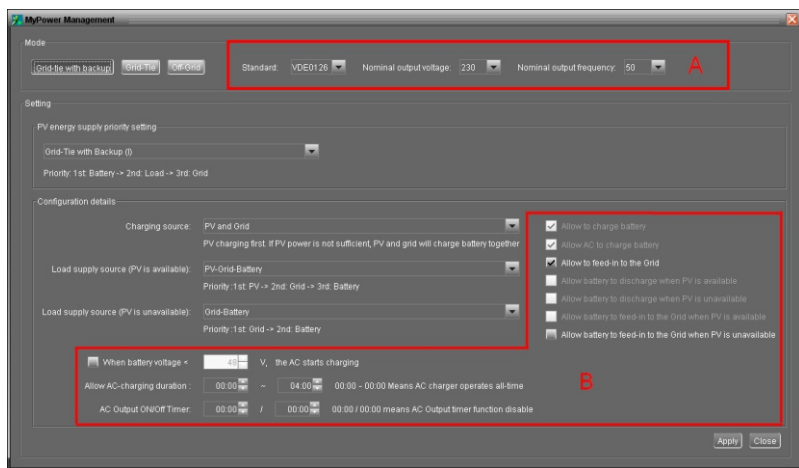 MyPower Management
Mode
Grid-tie with backup Grid-Tie Off-Grid Standard: VDE0126 Nominal output voltage: 230 Nominal output frequency: 50 A
Setting
PV energy supply priority setting
Grid-Tie with Backup (I)
Priority: 1st: Battery -> 2nd: Load -> 3rd: Grid
Configuration details
Charging source: PV and Grid
PV charging first. If PV power is not sufficient, PV and grid will charge battery together
Load supply source (PV is available): PV-Grid-Battery
Priority:1st: PV -> 2nd: Grid -> 3rd: Battery
Load supply source (PV is unavailable): Grid-Battery
Priority:1st: Grid -> 2nd: Battery
Allow to charge battery
Allow AC to charge battery
Allow to feed-in to the Grid
Allow battery to discharge when PV is available
Allow battery to discharge when PV is unavailable
Allow battery to feed-in to the Grid when PV is available
Allow battery to feed-in to the Grid when PV is unavailable
When battery voltage < 48 V, the AC starts charging
Allow AC-charging duration : 00:00 – 04:00 00:00 - 00:00 Means AC charger operates all-time
B
AC Output ON/Off Timer: 00:00 / 00:00 00:00 / 00:00 means AC Output timer function disable
Apply Close